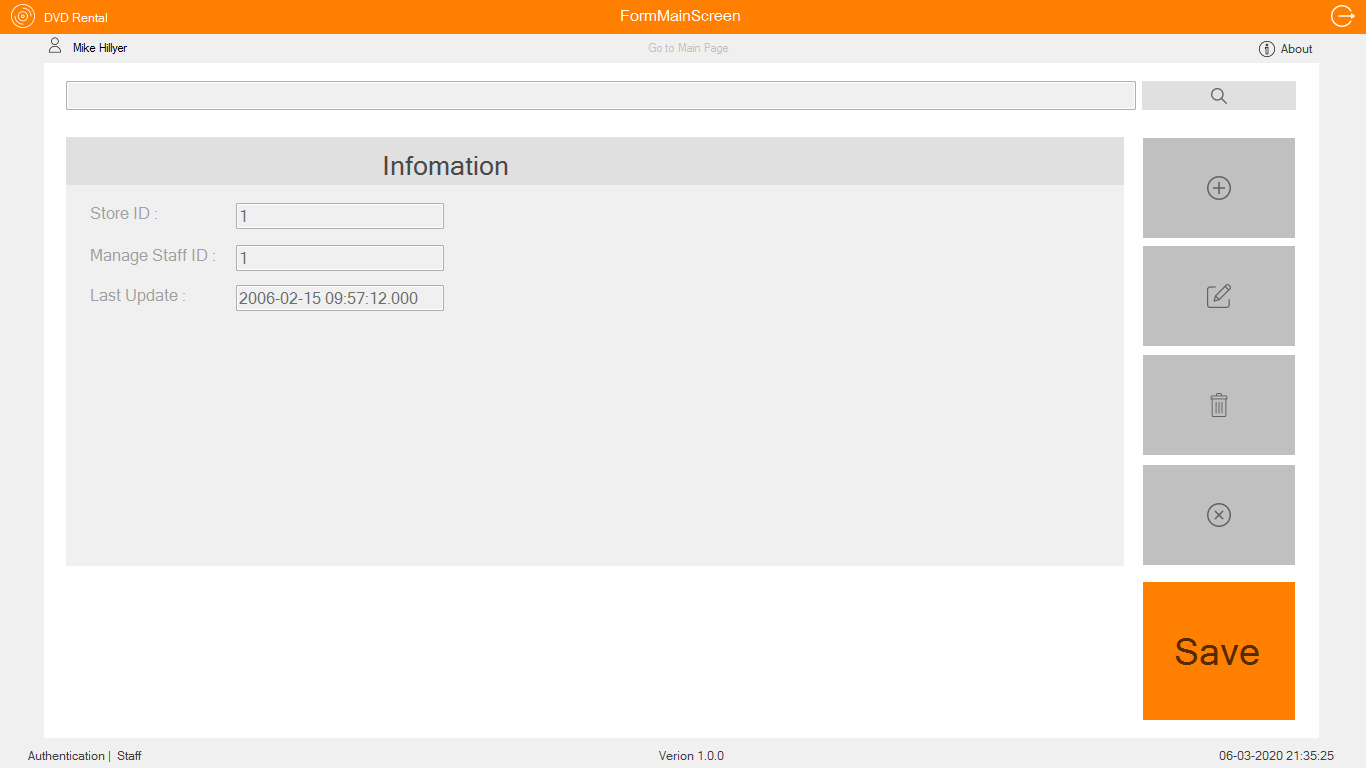 DVD Rental
FormMainScreen
Mike Hillyer
Go to Main Page
About
Infomation
Store ID :
1
Manage Staff ID :
1
Last Update :
2006-02-15 09:57:12.000
Save
Authentication | Staff
Verion 1.0.0
06-03-2020 21:35:25